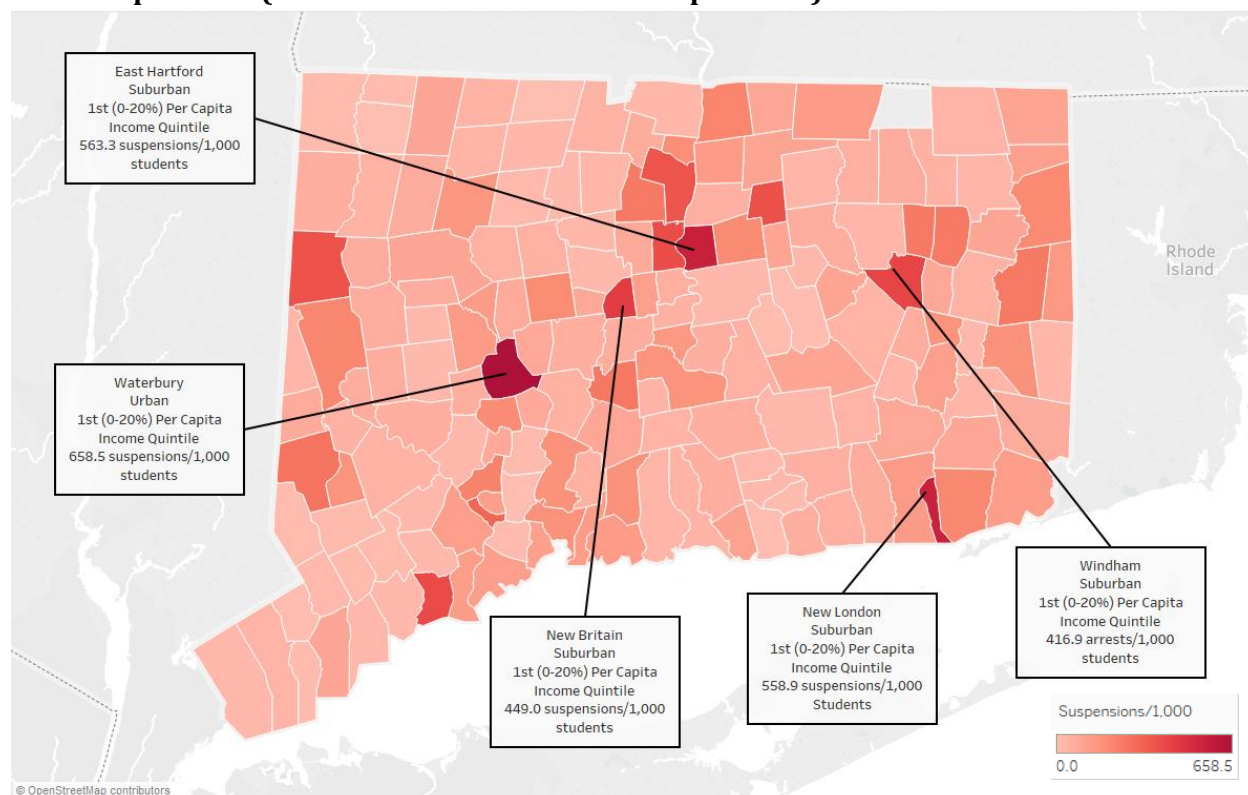 East Hartford
Suburban
1st (0-20%) Per Capita
Income Quintile
563.3 suspensions/1,000
students
Rhode
Island
Waterbury
Urban
1st (0-20%) Per Capita
Income Quintile
658.5 suspensions/1,000
students
New Britain
Suburban
1st (0-20%) Per Capita
Income Quintile
449.0 suspensions/1,000
students
New London
Suburban
1st (0-20%) Per Capita
Income Quintile
558.9 suspensions/1,000
Students
Windham
Suburban
1st (0-20%) Per Capita
Income Quintile
416.9 arrests/1,000
students
Suspensions/1,000
0.0 658.5
© OpenStreetMap contributors